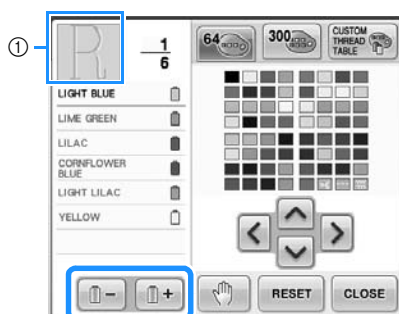 ①
R
1
6
64
300
CUSTOM
THREAD
TABLE
LIGHT BLUE
LIME GREEN
LILAC
CORNFLOWER
BLUE
LIGHT LILAC
YELLOW
-
+
RESET
CLOSE